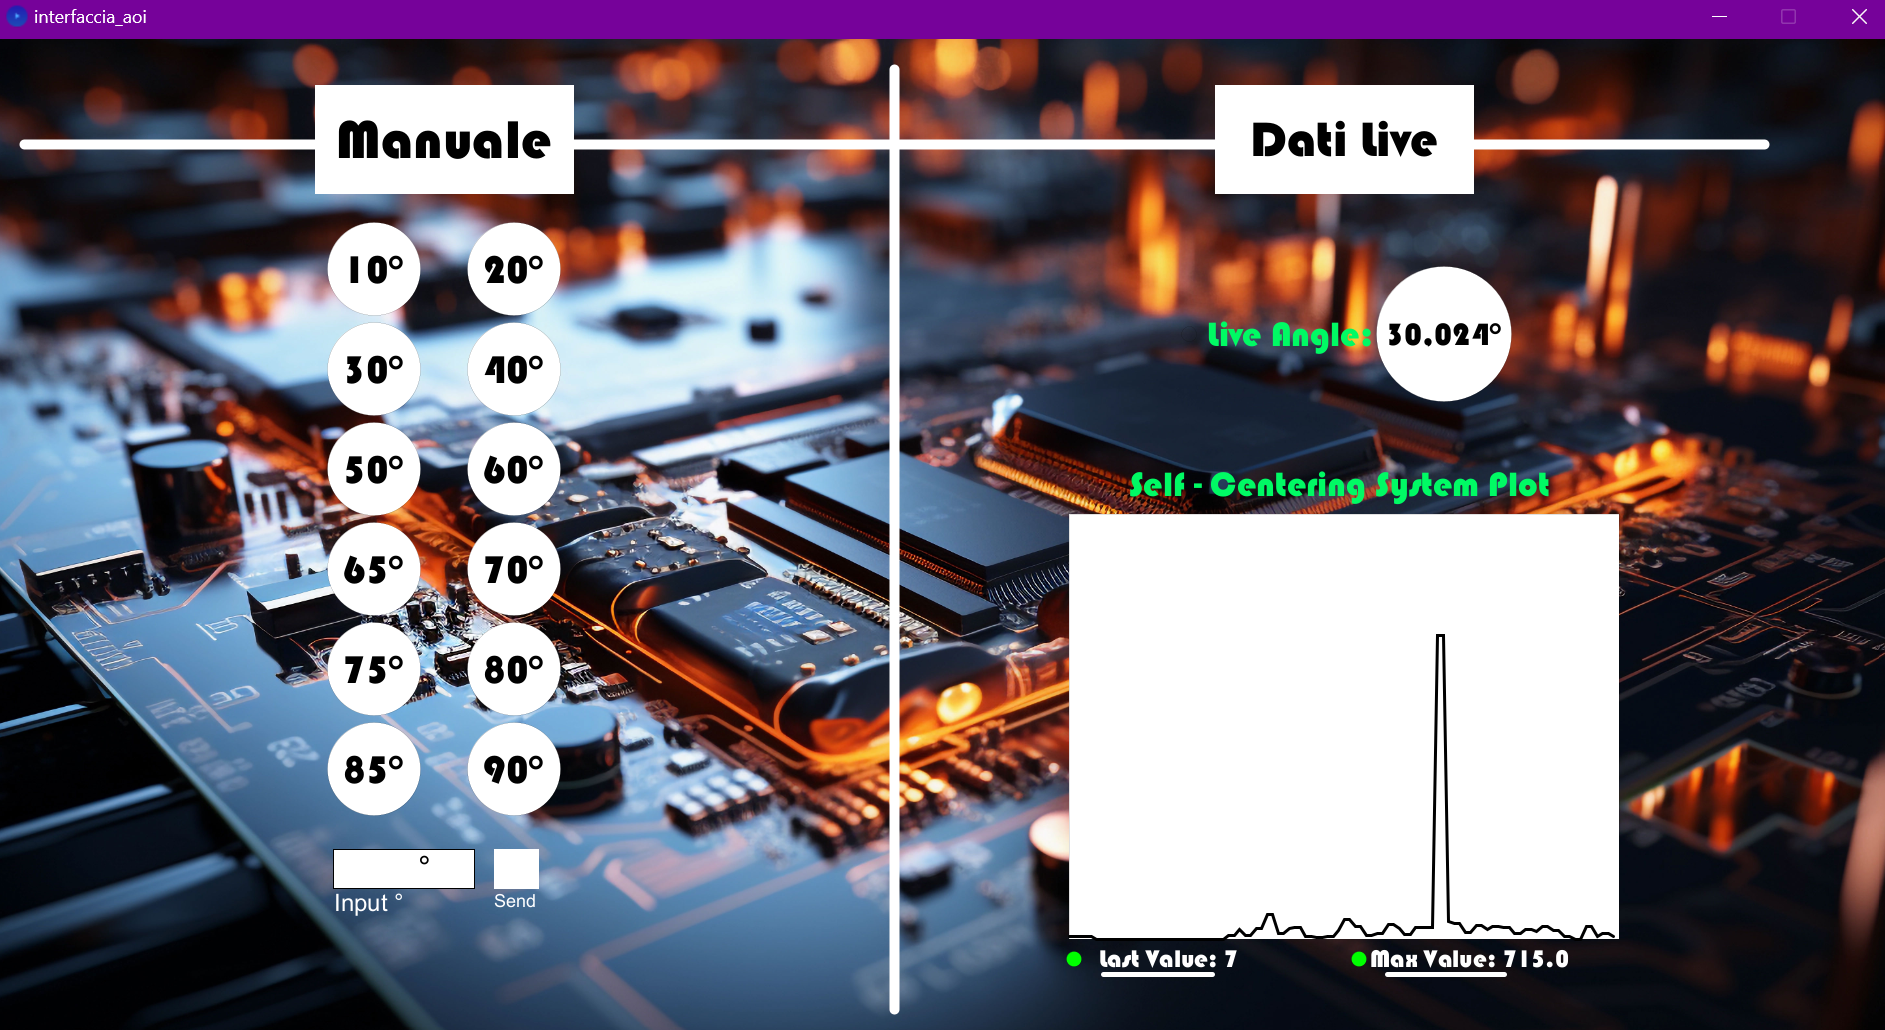 interfaccia_aoi
Manuale
10° 20°
30° 40°
50° 60°
65° 70°
75° 80°
85° 90°
°
Input °
Send
Dati Live
Live Angle: 30.024°
Self - Centering System Plot
Last Value: 7
Max Value: 715.0